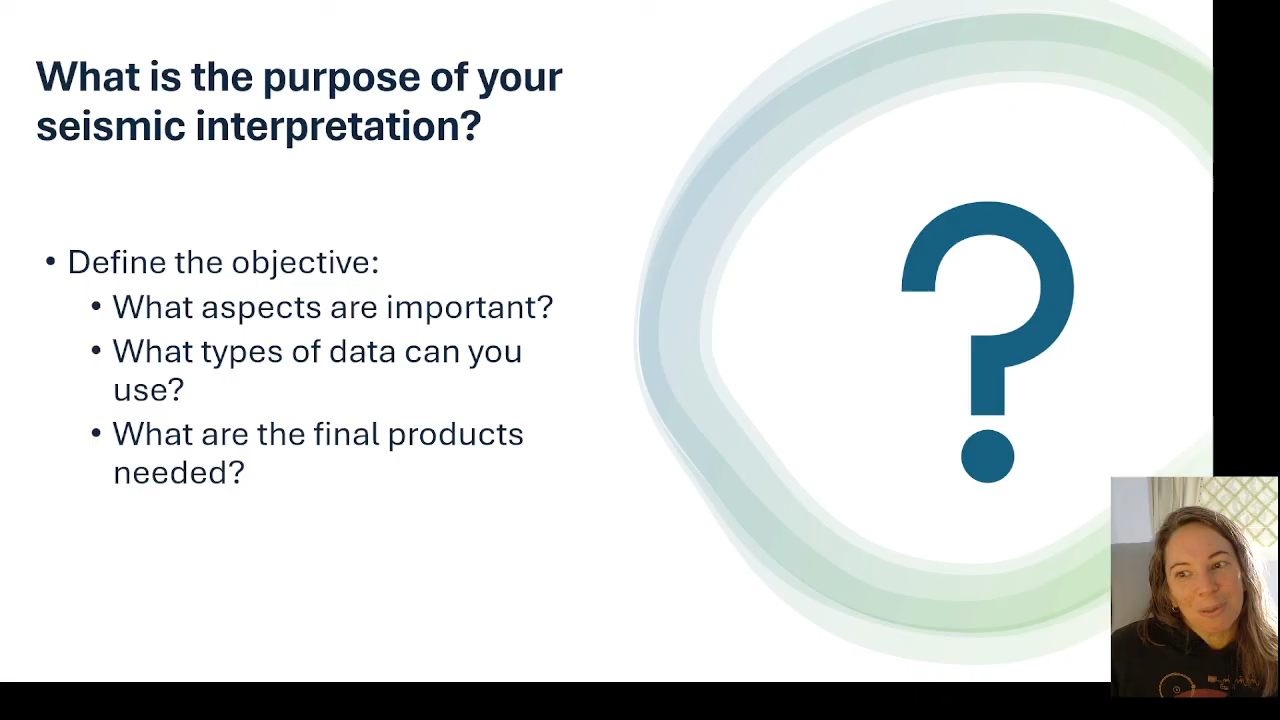 What is the purpose of your
seismic interpretation?
• Define the objective:
• What aspects are important?
• What types of data can you
use?
• What are the final products
needed?